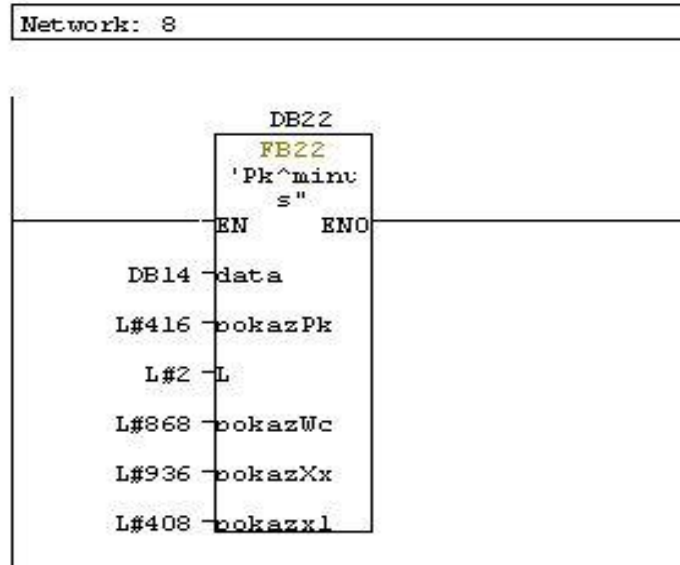 Network: 8
DB22
FB22
'Pk^minu
s"
EN ENO
DB14 data
L#416 pokazPk
L#2 L
L#868 pokazWc
L#936 pokazXx
L#408 pokazxl